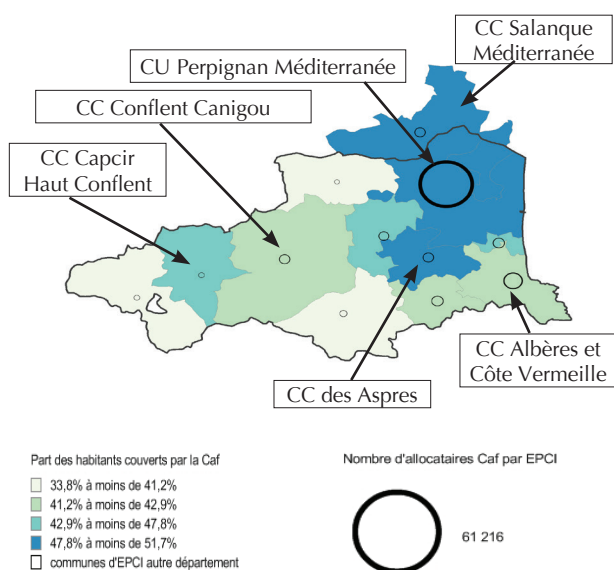 CC Salanque
Méditerranée
CU Perpignan Méditerranée
CC Conflent Canigou
CC Capcir
Haut Conflent
CC Albères et
Côte Vermeille
CC des Aspres
Part des habitants couverts par la Caf
33,8% à moins de 41,2%
41,2% à moins de 42,9%
42,9% à moins de 47,8%
47,8% à moins de 51,7%
communes d'EPCI autre département
Nombre d'allocataires Caf par EPCI
61 216